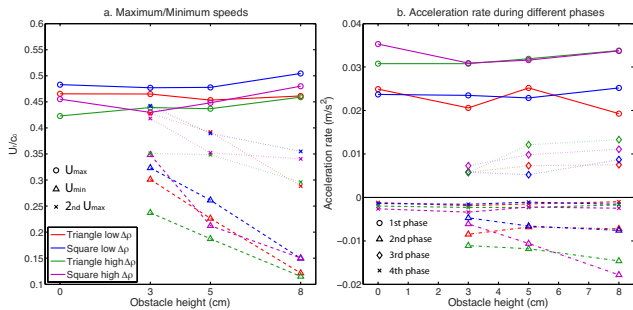 a. Maximum/Minimum speeds
0.6
0.55
0.5
0.45
0.4
0.35
0.3
0.25
0.2
0.15
0.1
U/c₀
Umax
Umin
2nd Umax
Triangle low Δρ
Square low Δρ
Triangle high Δρ
Square high Δρ
0 3 5 8
Obstacle height (cm)
b. Acceleration rate during different phases
0.04
0.03
0.02
0.01
0
−0.01
−0.02
Acceleration rate (m/s²)
1st phase
2nd phase
3rd phase
4th phase
0 3 5 8
Obstacle height (cm)